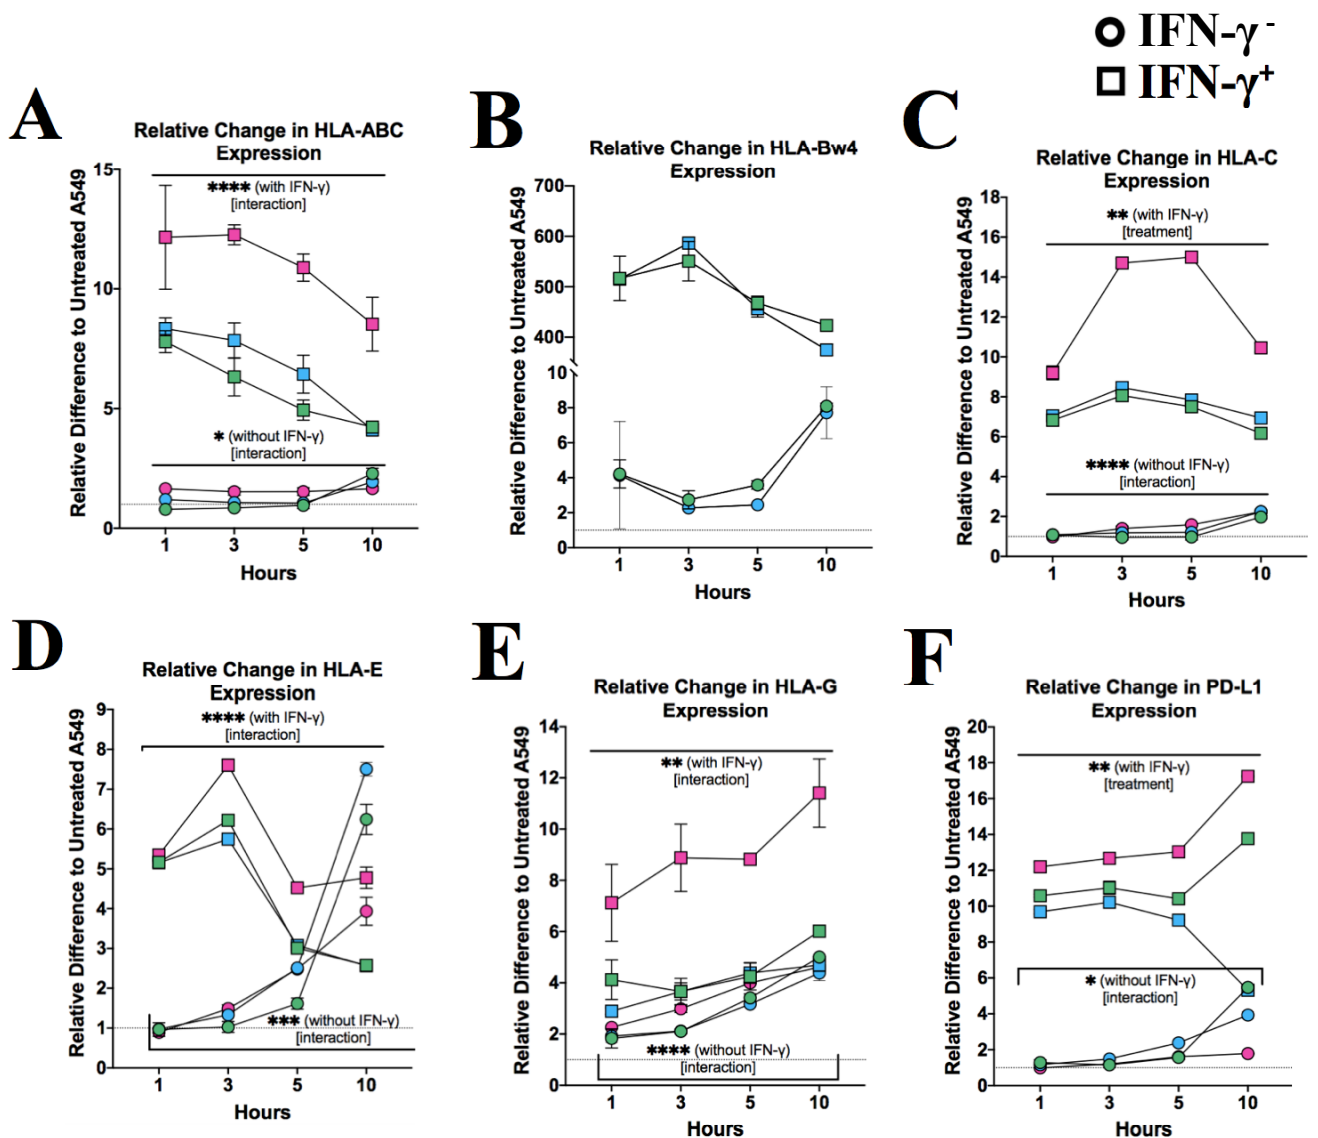 IFN-γ -
IFN-γ+
A
Relative Change in HLA-ABC
Expression
Relative Difference to Untreated A549
15
10
5
0
**** (with IFN-γ)
[interaction]
* (without IFN-γ)
[interaction]
1 3 5 10
Hours
B
Relative Change in HLA-Bw4
Expression
Relative Difference to Untreated A549
700
600
500
400
10
8
6
4
2
0
1 3 5 10
Hours
C
Relative Change in HLA-C
Expression
Relative Difference to Untreated A549
18
16
14
12
10
8
6
4
2
0
** (with IFN-γ)
[treatment]
**** (without IFN-γ)
[interaction]
1 3 5 10
Hours
D
Relative Change in HLA-E
Expression
Relative Difference to Untreated A549
9
8
7
6
5
4
3
2
1
0
**** (with IFN-γ)
[interaction]
*** (without IFN-γ)
[interaction]
1 3 5 10
Hours
E
Relative Change in HLA-G
Expression
Relative Difference to Untreated A549
14
12
10
8
6
4
2
0
** (with IFN-γ)
[interaction]
**** (without IFN-γ)
[interaction]
1 3 5 10
Hours
F
Relative Change in PD-L1
Expression
Relative Difference to Untreated A549
20
18
16
14
12
10
8
6
4
2
0
** (with IFN-γ)
[treatment]
* (without IFN-γ)
[interaction]
1 3 5 10
Hours